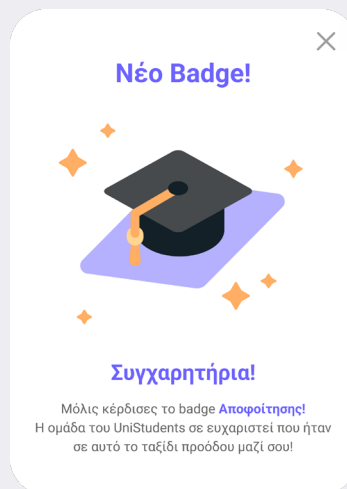 Νέο Badge!
Συγχαρητήρια!
Μόλις κέρδισες το badge Αποφοίτησης!
Η ομάδα του UniStudents σε ευχαριστεί που ήταν
σε αυτό το ταξίδι προόδου μαζί σου!